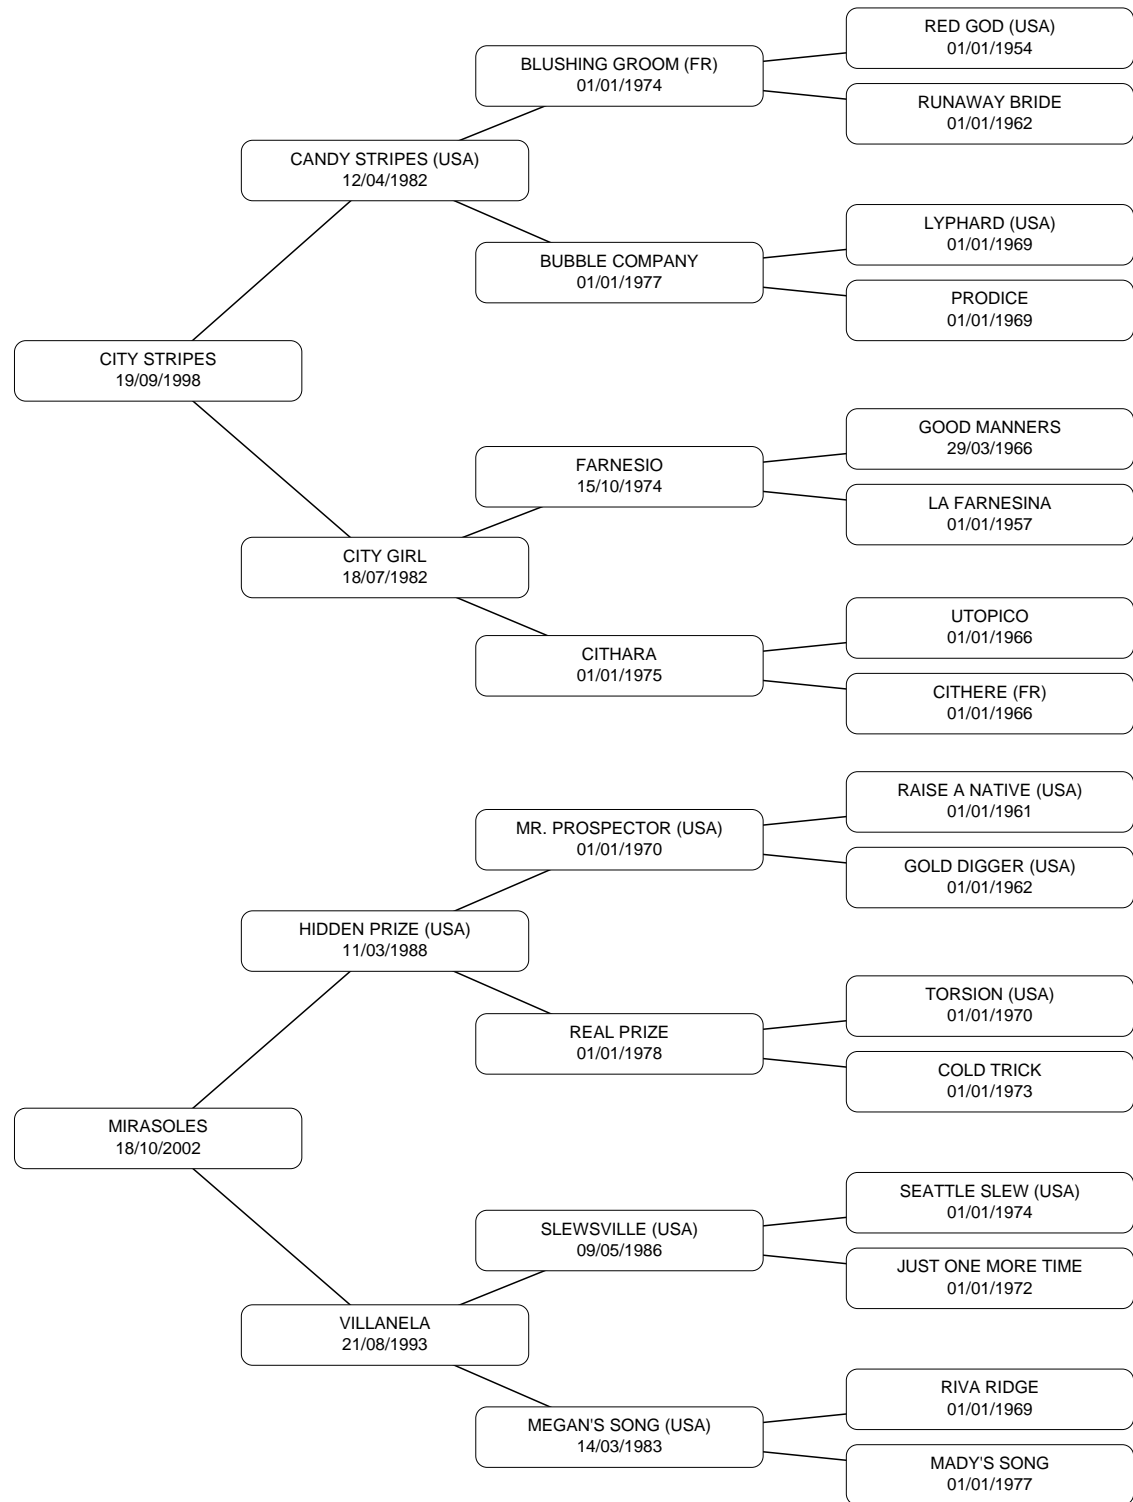 RED GOD (USA)
01/01/1954
BLUSHING GROOM (FR)
01/01/1974
RUNAWAY BRIDE
01/01/1962
CANDY STRIPES (USA)
12/04/1982
LYPHARD (USA)
01/01/1969
BUBBLE COMPANY
01/01/1977
PRODICE
01/01/1969
CITY STRIPES
19/09/1998
GOOD MANNERS
29/03/1966
FARNESIO
15/10/1974
LA FARNESINA
01/01/1957
CITY GIRL
18/07/1982
UTOPICO
01/01/1966
CITHARA
01/01/1975
CITHERE (FR)
01/01/1966
RAISE A NATIVE (USA)
01/01/1961
MR. PROSPECTOR (USA)
01/01/1970
GOLD DIGGER (USA)
01/01/1962
HIDDEN PRIZE (USA)
11/03/1988
TORSION (USA)
01/01/1970
REAL PRIZE
01/01/1978
COLD TRICK
01/01/1973
MIRASOLES
18/10/2002
SEATTLE SLEW (USA)
01/01/1974
SLEWSVILLE (USA)
09/05/1986
JUST ONE MORE TIME
01/01/1972
VILLANELA
21/08/1993
RIVA RIDGE
01/01/1969
MEGAN'S SONG (USA)
14/03/1983
MADY'S SONG
01/01/1977